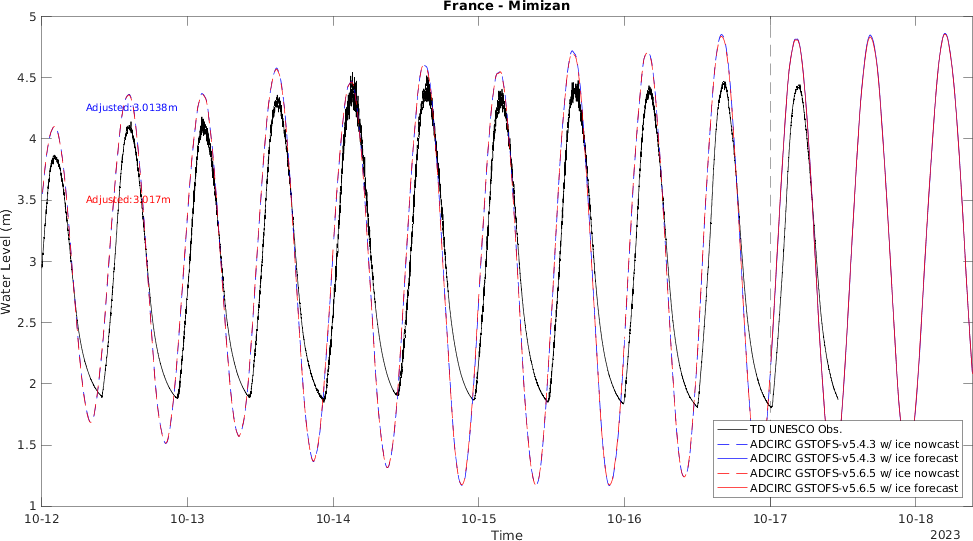 France - Mimizan
Water Level (m)
5
4.5
4
3.5
3
2.5
2
1.5
1
Adjusted:3.0138m
Adjusted:3.017m
TD UNESCO Obs.
ADCIRC GSTOFS-v5.4.3 w/ ice nowcast
ADCIRC GSTOFS-v5.4.3 w/ ice forecast
ADCIRC GSTOFS-v5.6.5 w/ ice nowcast
ADCIRC GSTOFS-v5.6.5 w/ ice forecast
10-12 10-13 10-14 10-15 10-16 10-17 10-18
Time
2023